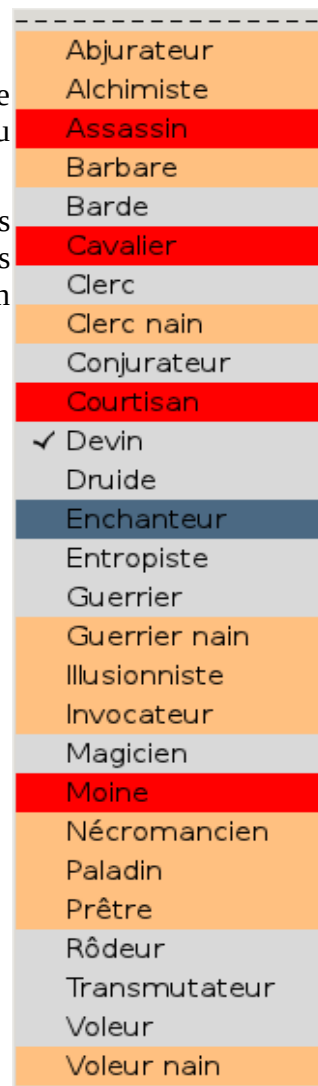 Abjurateur
Alchimiste
Assassin
Barbare
Barde
Cavalier
Clerc
Clerc nain
Conjurateur
Courtisan
✓ Devin
Druide
Enchanteur
Entropiste
Guerrier
Guerrier nain
Illusionniste
Invocateur
Magicien
Moine
Nécromancien
Paladin
Prêtre
Rôdeur
Transmutateur
Voleur
Voleur nain